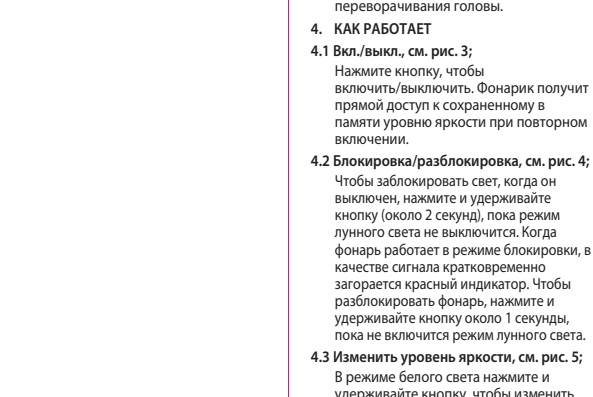 переворачивания головы.
4. КАК РАБОТАЕТ
4.1 Вкл./выкл., см. рис. 3;
Нажмите кнопку, чтобы
включить/выключить. Фонарик получит
прямой доступ к сохраненному в
памяти уровню яркости при повторном
включении.
4.2 Блокировка/разблокировка, см. рис. 4;
Чтобы заблокировать свет, когда он
выключен, нажмите и удерживайте
кнопку (около 2 секунд), пока режим
лунного света не выключится. Когда
фонарь работает в режиме блокировки, в
качестве сигнала кратковременно
загорается красный индикатор. Чтобы
разблокировать фонарь, нажмите и
удерживайте кнопку около 1 секунды,
пока не включится режим лунного света.
4.3 Изменить уровень яркости, см. рис. 5;
В режиме белого света нажмите и
удерживайте кнопку, чтобы изменить